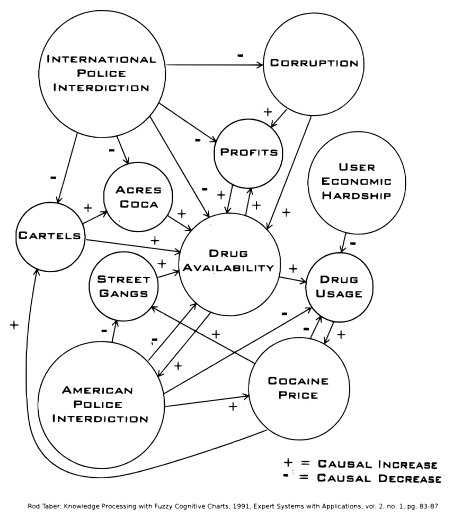 INTERNATIONAL
POLICE
INTERDICTION
-
CORRUPTION
+
-
PROFITS
-
-
-
ACRES
COCA
USER
ECONOMIC
HARDSHIP
+
+
+
+
+
CARTELS
+
-
DRUG
AVAILABILITY
+
+
STREET
GANGS
DRUG
USAGE
+
-
-
-
+
-
+
+
AMERICAN
POLICE
INTERDICTION
+
COCAINE
PRICE
+ = CAUSAL INCREASE
- = CAUSAL DECREASE
Rod Taber: Knowledge Processing with Fuzzy Cognitive Charts, 1991, Expert Systems with Applications, vol. 2, no. 1, pg. 83-87